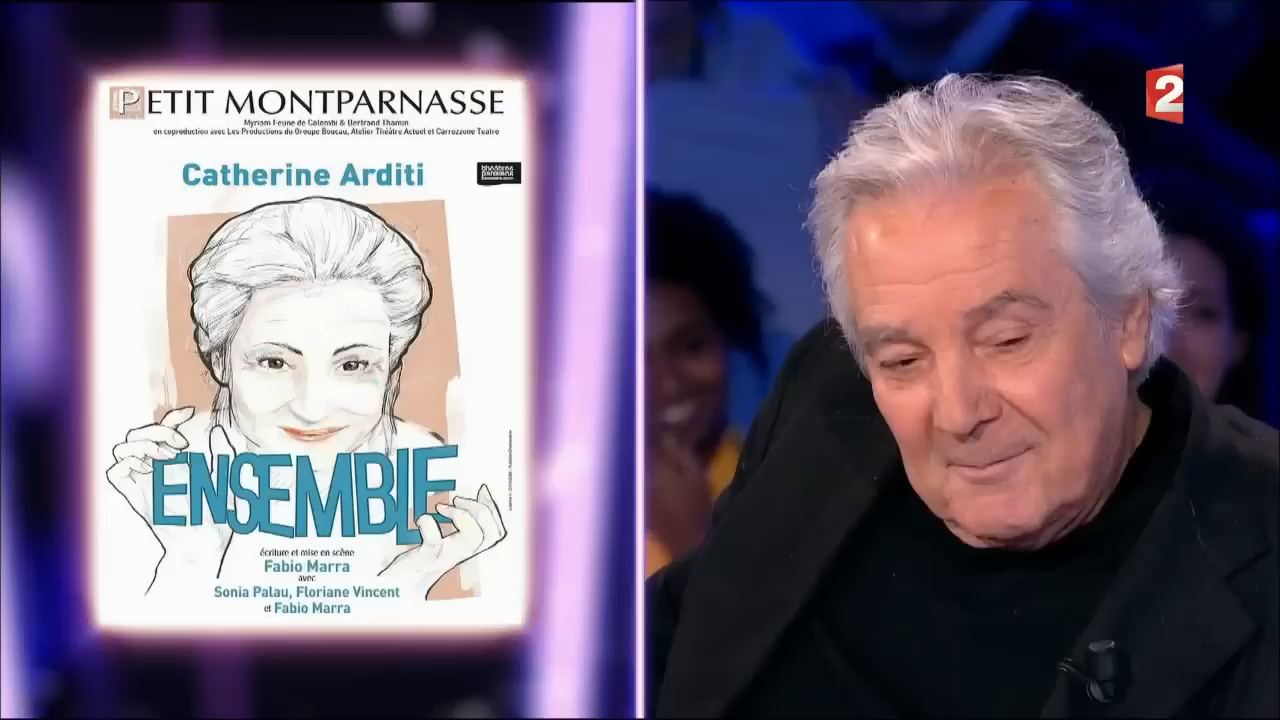 PETIT MONTPARNASSE
Myriam Feune de Colombi & Bertrand Thamin
en coproduction avec Les Productions du Groupe Boucau, Atelier Théâtre Actuel et Carrozzone Teatro
Catherine Arditi
théâtres
parisiens
ENSEMBLE
écriture et mise en scène
Fabio Marra
avec
Sonia Palau, Floriane Vincent
et Fabio Marra
2